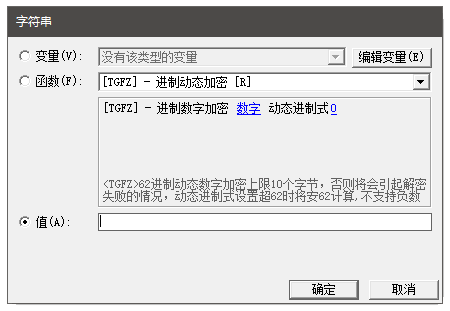 字符串
变量(V):
没有该类型的变量
编辑变量(E)
函数(F):
[TGFZ] - 进制动态加密 [R]
[TGFZ] - 进制数字加密 数字 动态进制式0
<TGFZ>62进制动态数字加密上限10个字节，否则将会引起解密
失败的情况，动态进制式设置超62时将安62计算,不支持负数
值(A):
确定
取消